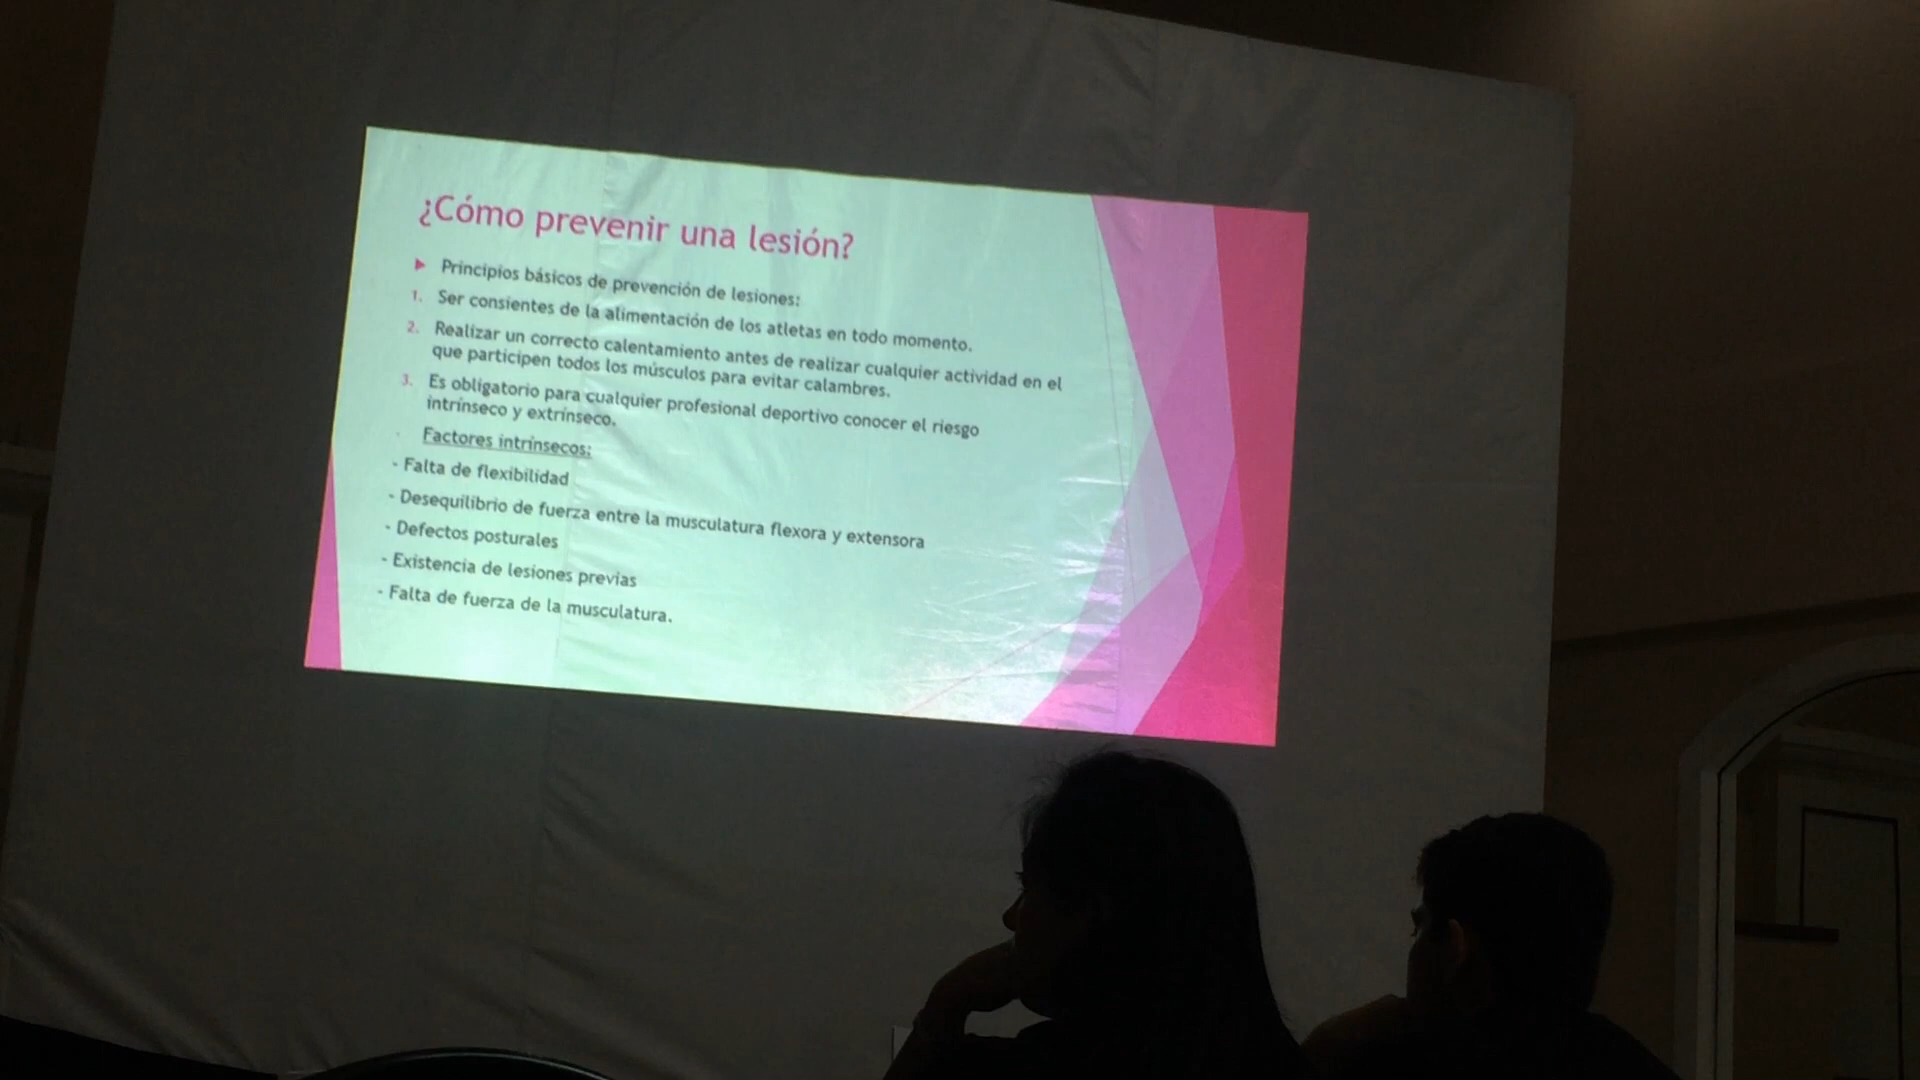 ¿Cómo prevenir una lesión?
Principios básicos de prevención de lesiones:
1. Ser consientes de la alimentación de los atletas en todo momento.
2. Realizar un correcto calentamiento antes de realizar cualquier actividad en el
que participen todos los músculos para evitar calambres.
3. Es obligatorio para cualquier profesional deportivo conocer el riesgo
intrínseco y extrínseco.
Factores intrínsecos:
- Falta de flexibilidad
- Desequilibrio de fuerza entre la musculatura flexora y extensora
- Defectos posturales
- Existencia de lesiones previas
- Falta de fuerza de la musculatura.